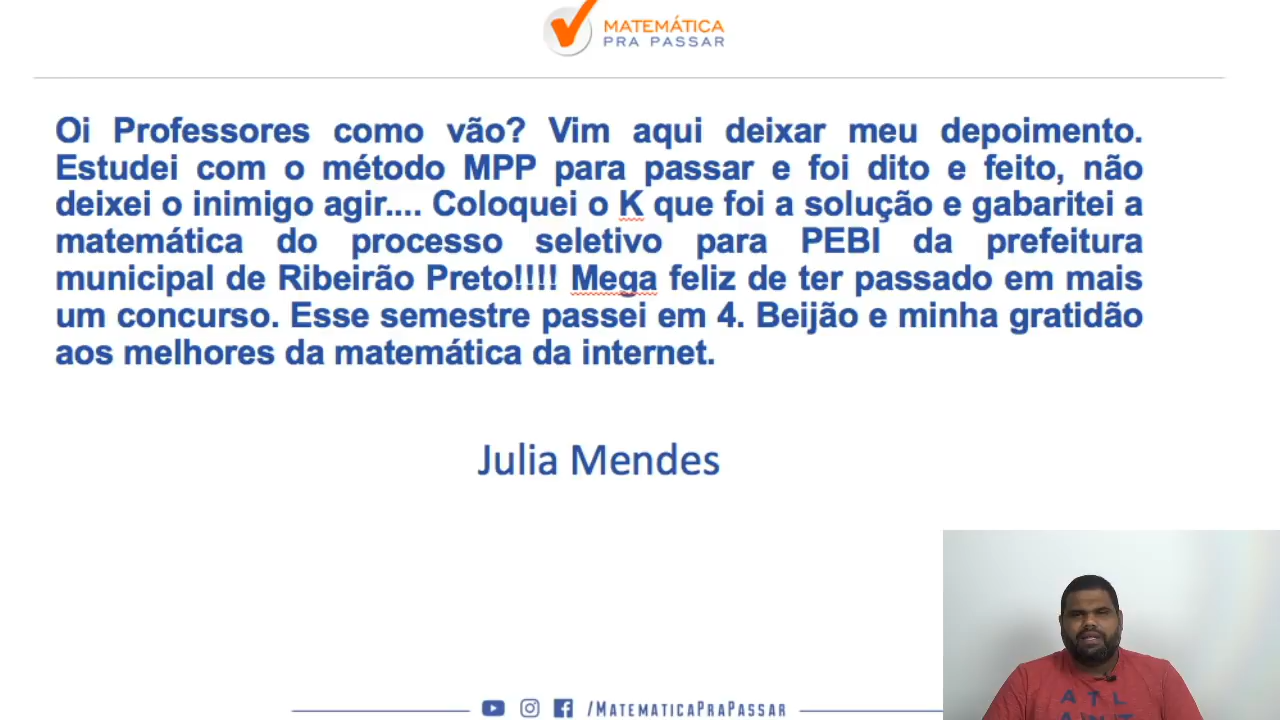 MATEMÁTICA
PRA PASSAR
Oi Professores como vão? Vim aqui deixar meu depoimento.
Estudei com o método MPP para passar e foi dito e feito, não
deixei o inimigo agir.... Coloquei o K que foi a solução e gabaritei a
matemática do processo seletivo para PEBI da prefeitura
municipal de Ribeirão Preto!!!! Mega feliz de ter passado em mais
um concurso. Esse semestre passei em 4. Beijão e minha gratidão
aos melhores da matemática da internet.
Julia Mendes
/MATEMATICAPRAPASSAR
ATL